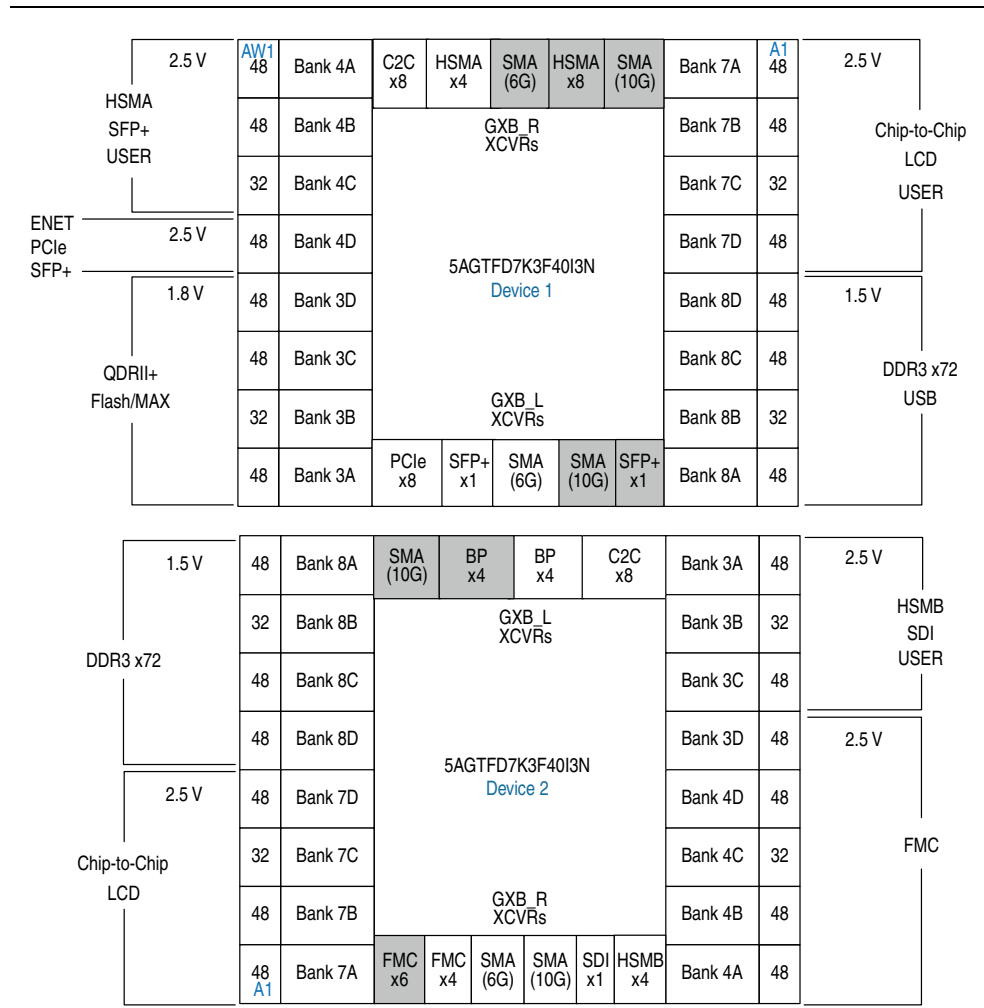 2.5 V
AW1
48
Bank 4A
C2C
x8
HSMA
x4
SMA
(6G)
HSMA
x8
SMA
(10G)
Bank 7A
A1
48
2.5 V
HSMA
SFP+
USER
48
Bank 4B
GXB_R
XCVRs
Bank 7B
48
Chip-to-Chip
LCD
USER
32
Bank 4C
Bank 7C
32
ENET
PCIe
SFP+
2.5 V
48
Bank 4D
5AGTFD7K3F40I3N
Device 1
Bank 7D
48
1.8 V
48
Bank 3D
Bank 8D
48
1.5 V
QDRII+
Flash/MAX
48
Bank 3C
Bank 8C
48
DDR3 x72
USB
32
Bank 3B
GXB_L
XCVRs
Bank 8B
32
48
Bank 3A
PCIe
x8
SFP+
x1
SMA
(6G)
SMA
(10G)
SFP+
x1
Bank 8A
48
1.5 V
48
Bank 8A
SMA
(10G)
BP
x4
BP
x4
C2C
x8
Bank 3A
48
2.5 V
32
Bank 8B
GXB_L
XCVRs
Bank 3B
32
HSMB
SDI
USER
DDR3 x72
48
Bank 8C
Bank 3C
48
48
Bank 8D
5AGTFD7K3F40I3N
Device 2
Bank 3D
48
2.5 V
2.5 V
48
Bank 7D
Bank 4D
48
Chip-to-Chip
LCD
32
Bank 7C
Bank 4C
32
FMC
48
Bank 7B
GXB_R
XCVRs
Bank 4B
48
48
A1
Bank 7A
FMC
x6
FMC
x4
SMA
(6G)
SMA
(10G)
SDI
x1
HSMB
x4
Bank 4A
48